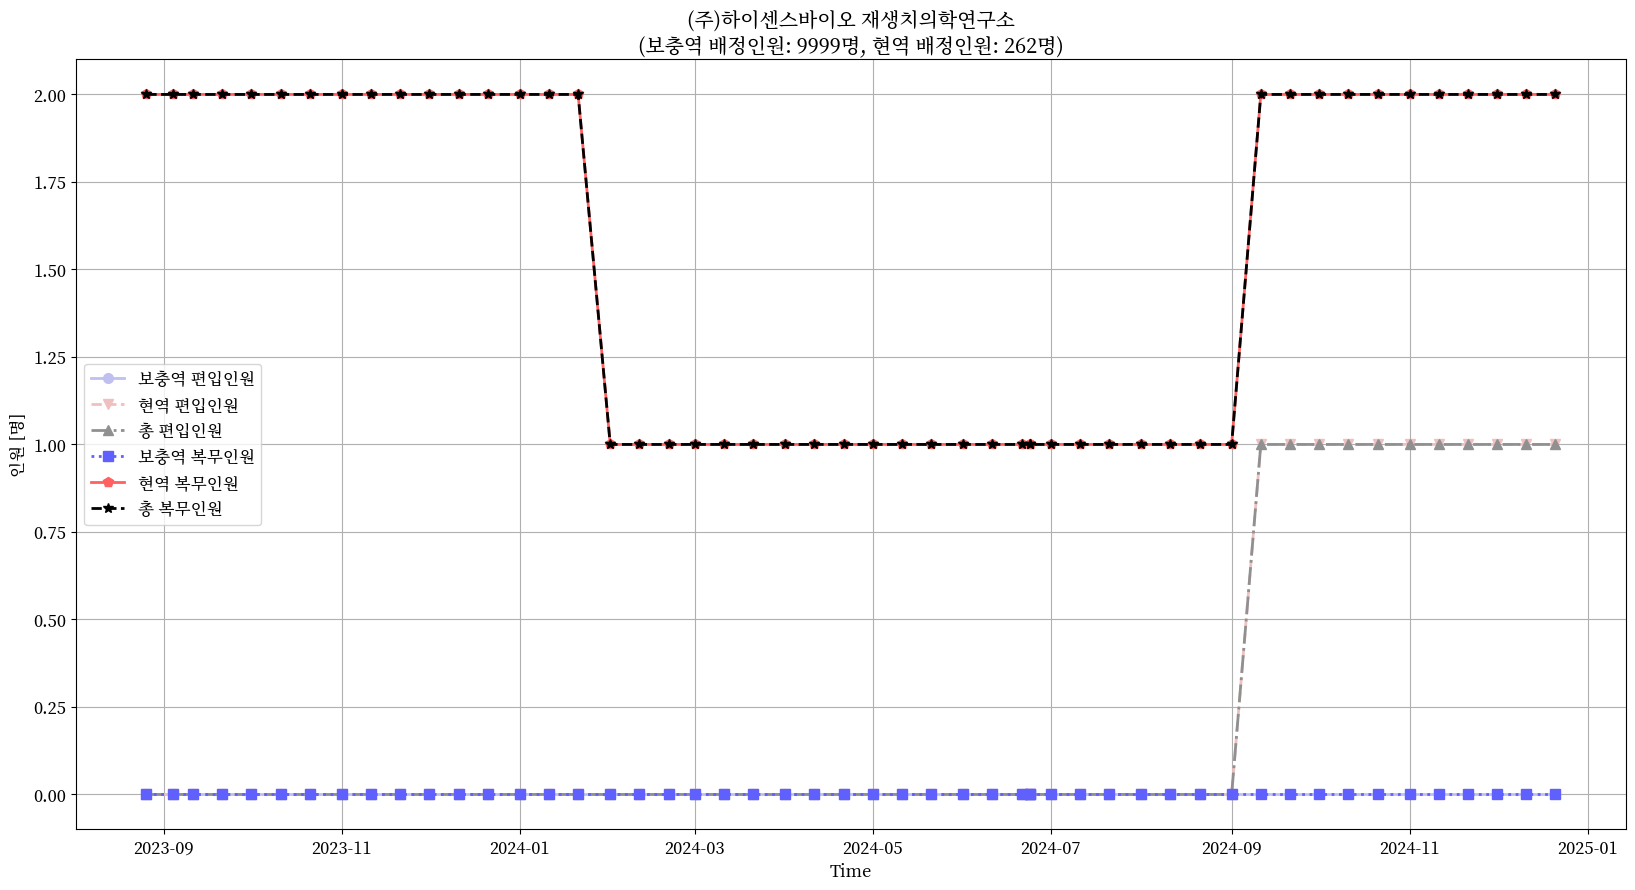 (주)하이센스바이오 재생치의학연구소
(보충역 배정인원: 9999명, 현역 배정인원: 262명)
인원 [명]
2.00
1.75
1.50
1.25
1.00
0.75
0.50
0.25
0.00
보충역 편입인원
현역 편입인원
총 편입인원
보충역 복무인원
현역 복무인원
총 복무인원
2023-09
2023-11
2024-01
2024-03
2024-05
2024-07
2024-09
2024-11
2025-01
Time